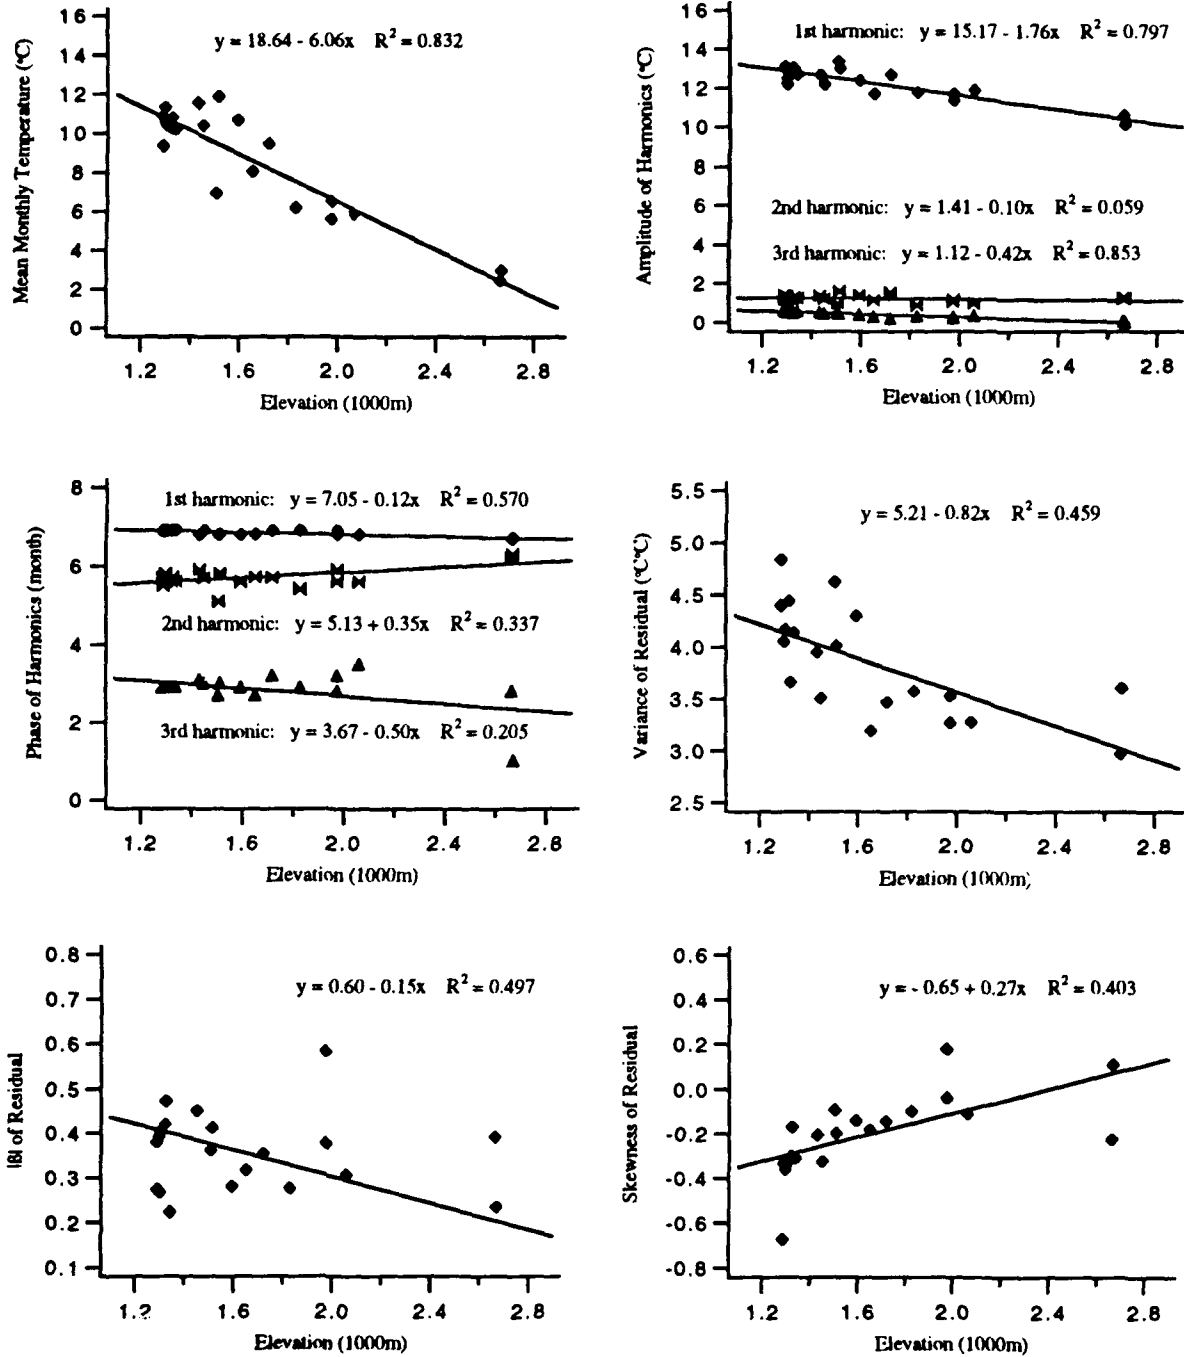 y = 18.64 - 6.06x R² = 0.832
Mean Monthly Temperature (°C)
16
14
12
10
8
6
4
2
0
1.2 1.6 2.0 2.4 2.8
Elevation (1000m)
1st harmonic: y = 15.17 - 1.76x R² = 0.797
2nd harmonic: y = 1.41 - 0.10x R² = 0.059
3rd harmonic: y = 1.12 - 0.42x R² = 0.853
Amplitude of Harmonics (°C)
16
14
12
10
8
6
4
2
0
1.2 1.6 2.0 2.4 2.8
Elevation (1000m)
1st harmonic: y = 7.05 - 0.12x R² = 0.570
2nd harmonic: y = 5.13 + 0.35x R² = 0.337
3rd harmonic: y = 3.67 - 0.50x R² = 0.205
Phase of Harmonics (month)
8
6
4
2
0
1.2 1.6 2.0 2.4 2.8
Elevation (1000m)
y = 5.21 - 0.82x R² = 0.459
Variance of Residual (°C°C)
5.5
5.0
4.5
4.0
3.5
3.0
2.5
1.2 1.6 2.0 2.4 2.8
Elevation (1000m)
y = 0.60 - 0.15x R² = 0.497
of Residual
0.8
0.7
0.6
0.5
0.4
0.3
0.2
0.1
1.2 1.6 2.0 2.4 2.8
Elevation (1000m)
y = - 0.65 + 0.27x R² = 0.403
Skewness of Residual
0.6
0.4
0.2
0.0
-0.2
-0.4
-0.6
-0.8
1.2 1.6 2.0 2.4 2.8
Elevation (1000m)